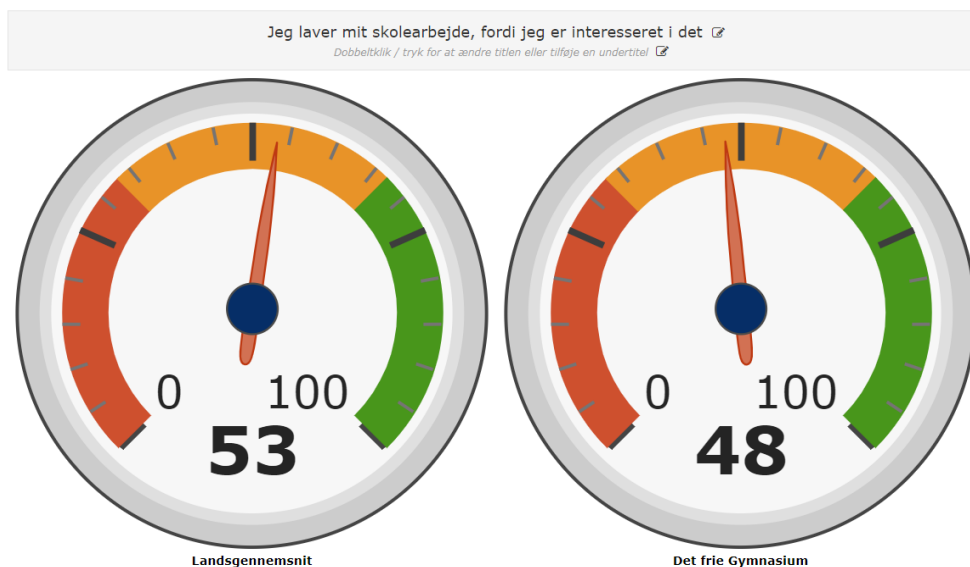 Jeg laver mit skolearbejde, fordi jeg er interesseret i det
Dobbeltklik / tryk for at ændre titlen eller tilføje en undertitel
0 100
53
Landsgennemsnit
0 100
48
Det frie Gymnasium